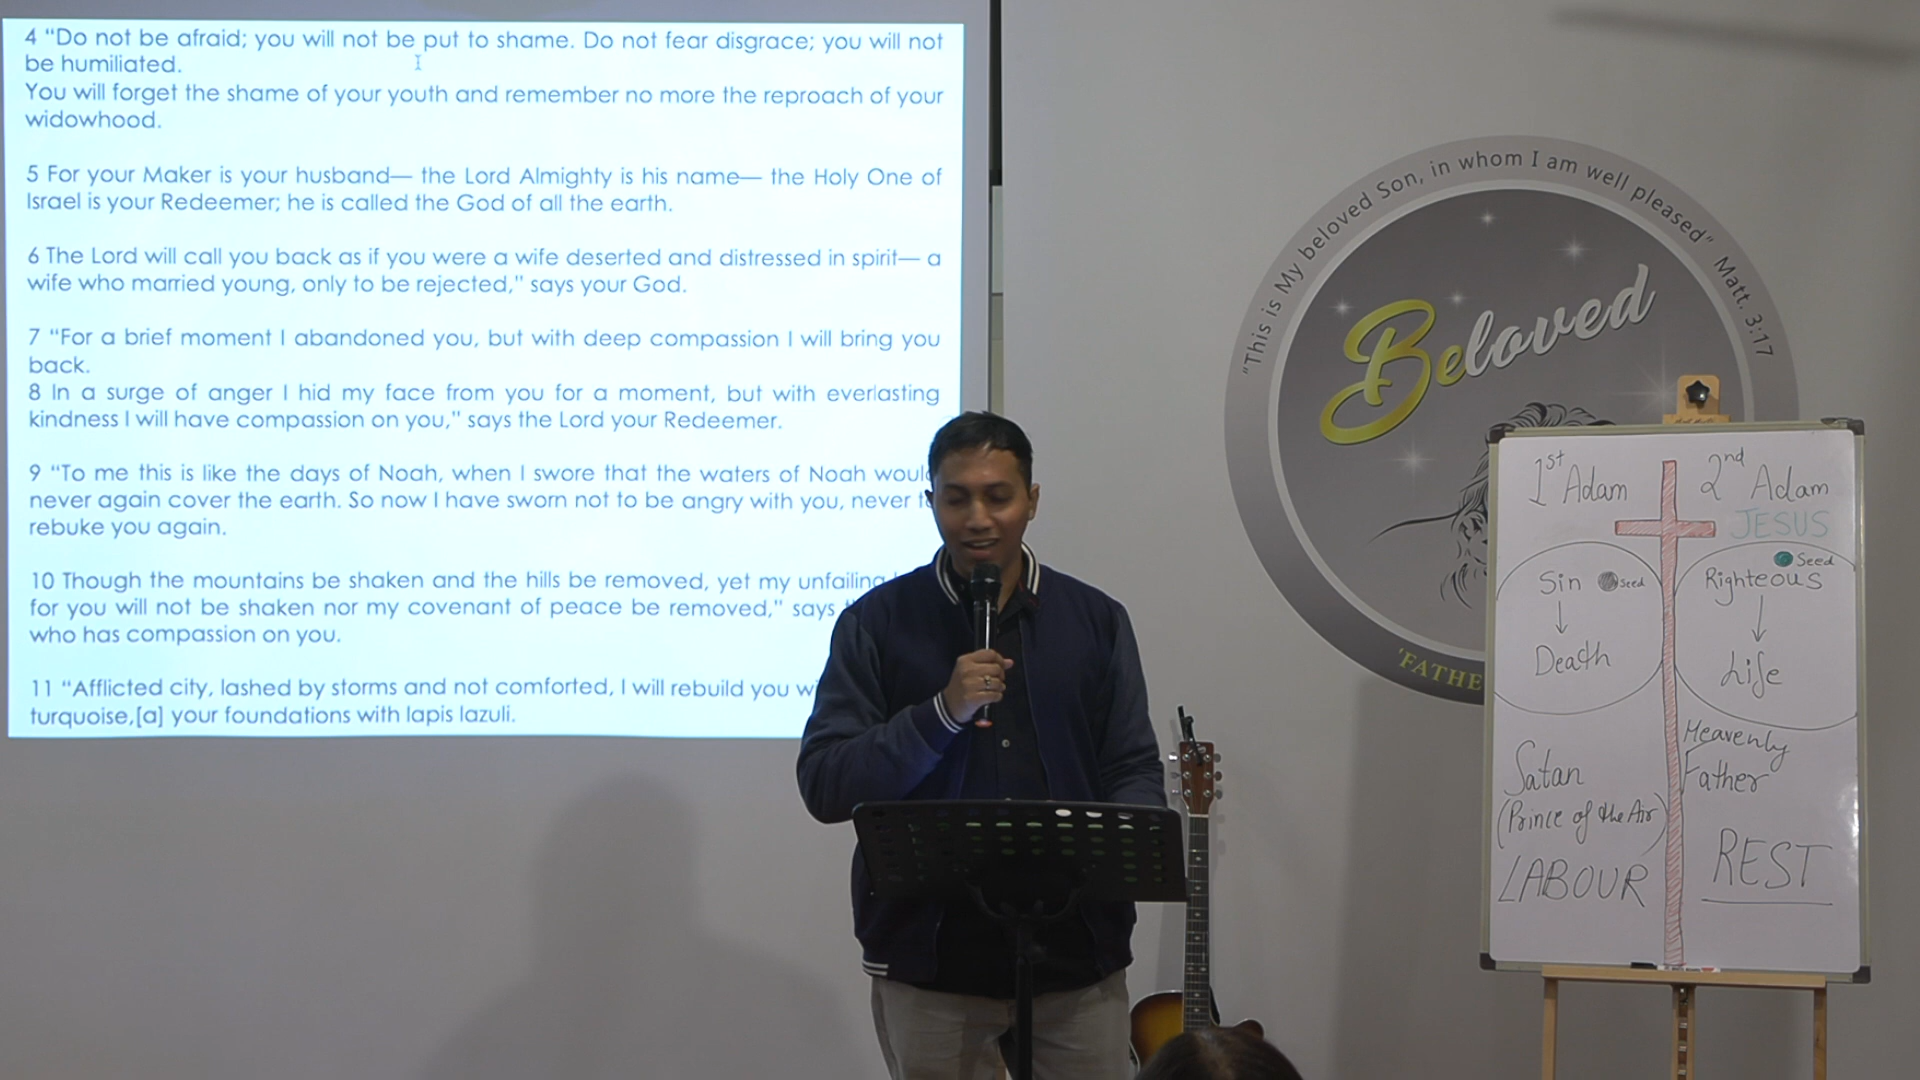 4 “Do not be afraid; you will not be put to shame. Do not fear disgrace; you will not
be humiliated.
You will forget the shame of your youth and remember no more the reproach of your
widowhood.
5 For your Maker is your husband— the Lord Almighty is his name— the Holy One of
Israel is your Redeemer; he is called the God of all the earth.
6 The Lord will call you back as if you were a wife deserted and distressed in spirit— a
wife who married young, only to be rejected,” says your God.
7 “For a brief moment I abandoned you, but with deep compassion I will bring you
back.
8 In a surge of anger I hid my face from you for a moment, but with everlasting
kindness I will have compassion on you,” says the Lord your Redeemer.
9 “To me this is like the days of Noah, when I swore that the waters of Noah would
never again cover the earth. So now I have sworn not to be angry with you, never
rebuke you again.
10 Though the mountains be shaken and the hills be removed, yet my unfailing
for you will not be shaken nor my covenant of peace be removed,” says
who has compassion on you.
11 “Afflicted city, lashed by storms and not comforted, I will rebuild you
turquoise,[a] your foundations with lapis lazuli.
"This is My beloved Son, in whom I am well pleased" Matt. 3:17
Beloved
'FATHE
1st Adam
2nd Adam
JESUS
Sin Seed
Death
Seed
Righteous
Life
Satan
(Prince of the Air)
LABOUR
Heavenly
Father
REST